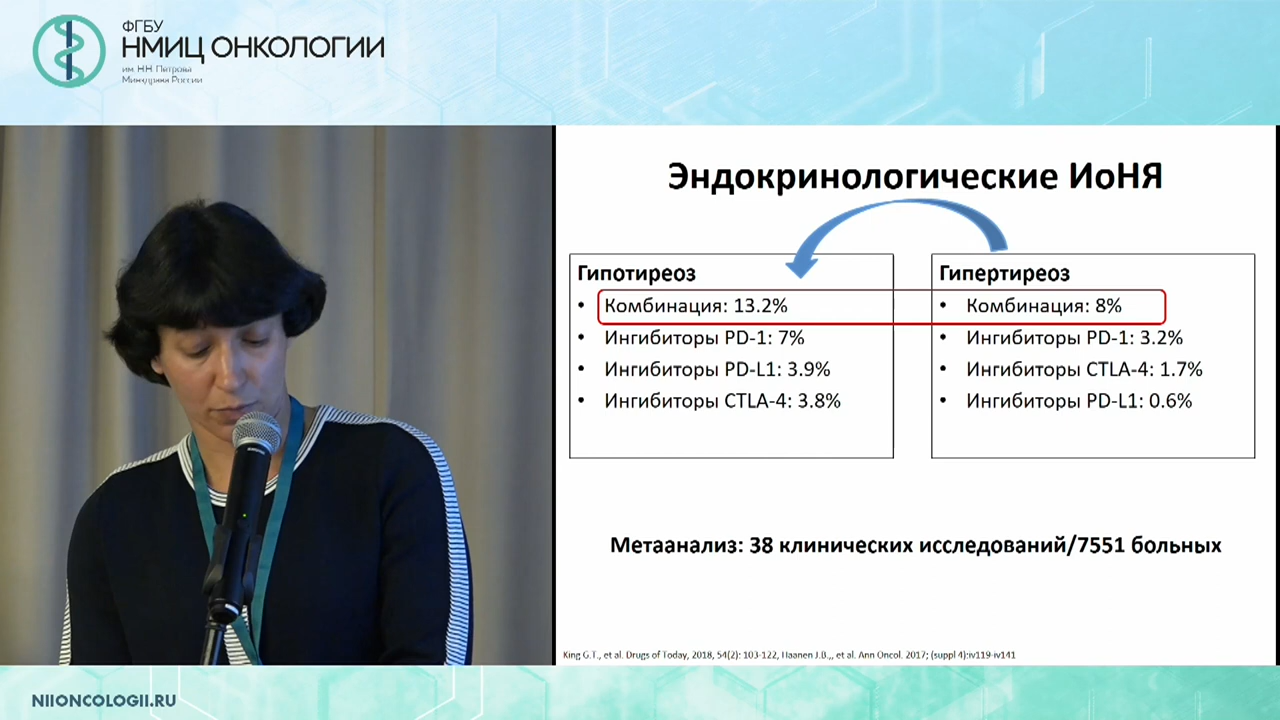 ФГБУ
НМИЦ ОНКОЛОГИИ
им. Н.Н. Петрова
Минздрава России
Эндокринологические ИоНЯ
Гипотиреоз
• Комбинация: 13.2%
• Ингибиторы PD-1: 7%
• Ингибиторы PD-L1: 3.9%
• Ингибиторы CTLA-4: 3.8%
Гипертиреоз
• Комбинация: 8%
• Ингибиторы PD-1: 3.2%
• Ингибиторы CTLA-4: 1.7%
• Ингибиторы PD-L1: 0.6%
Метаанализ: 38 клинических исследований/7551 больных
King G.T., et al. Drugs of Today, 2018, 54(2): 103-122, Haanen J.B.,, et al. Ann Oncol. 2017; (suppl 4):iv119-iv141
NIIONCOLOGII.RU